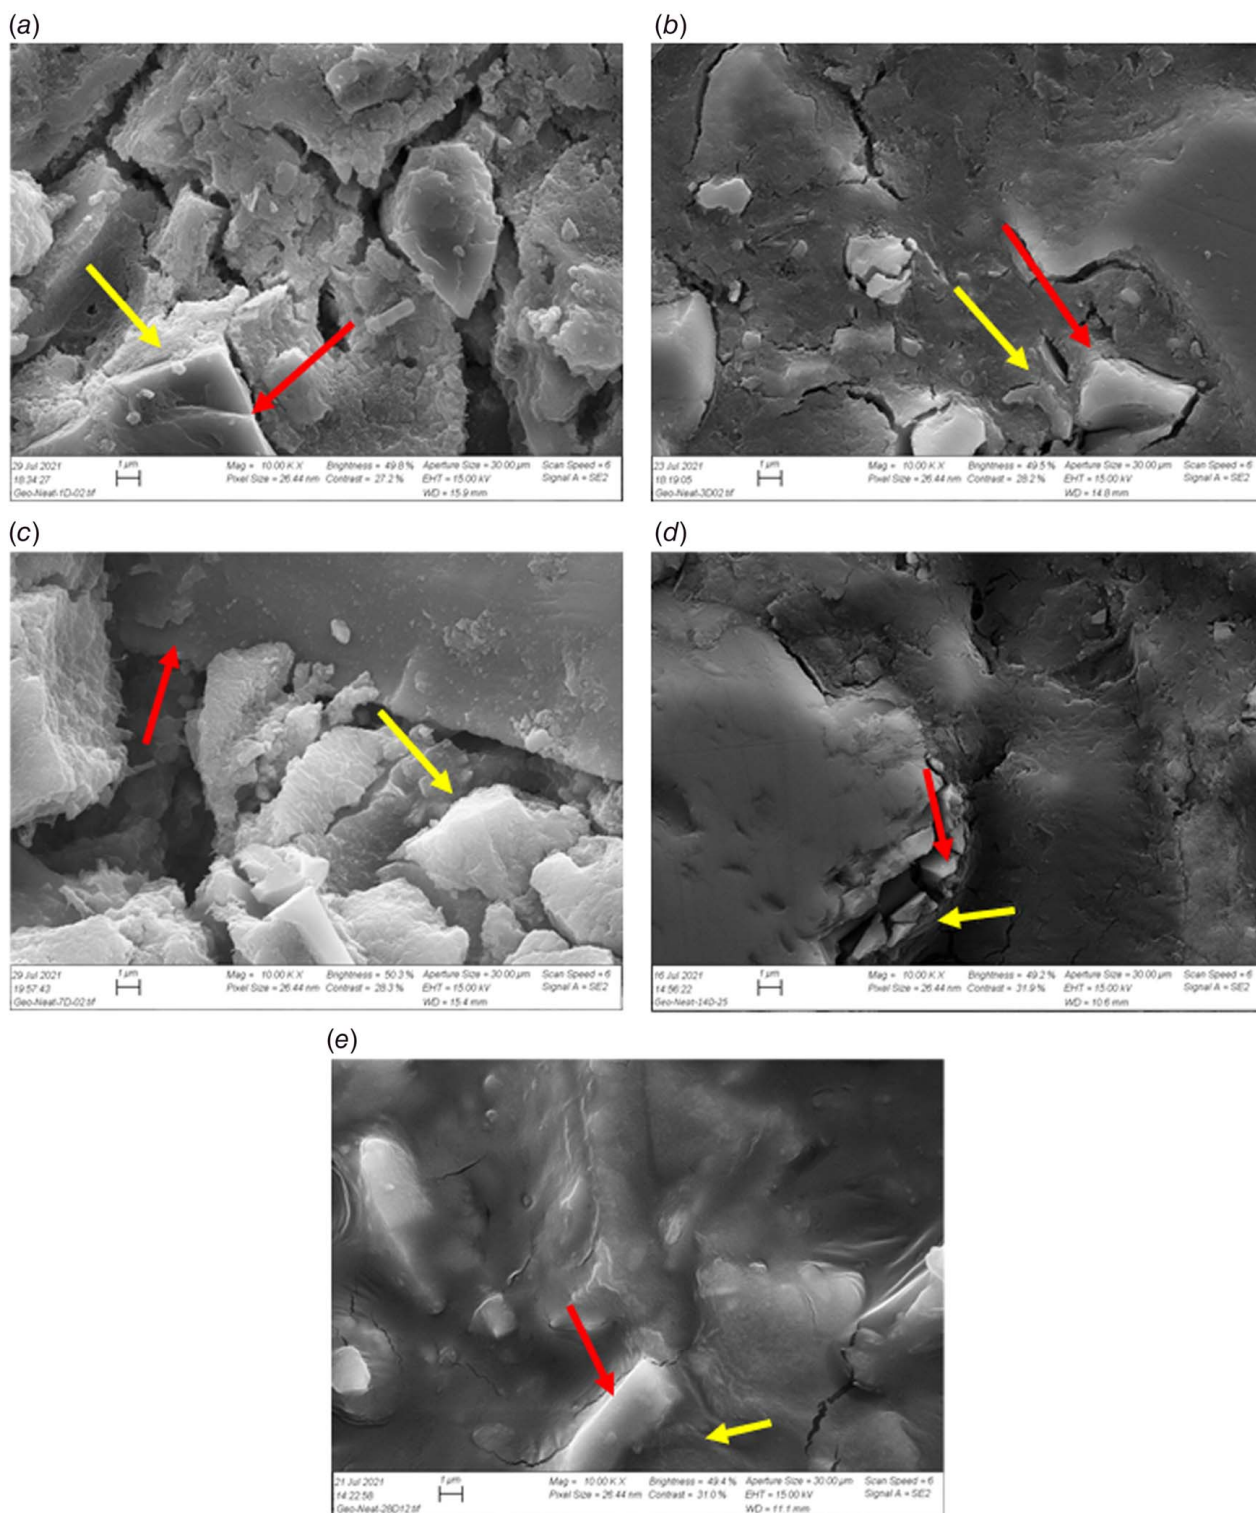 (a)
(b)
29 Jul 2021
18:34:27
Geo-Neat-1D-02.tif
1 µm
Mag = 10.00 K X
Pixel Size = 26.44 nm
Brightness = 49.8 %
Contrast = 27.2 %
Aperture Size = 30.00 µm
EHT = 15.00 kV
WD = 15.9 mm
Scan Speed = 6
Signal A = SE2
23 Jul 2021
18:19:05
Geo-Neat-3D02.tif
1 µm
Mag = 10.00 K X
Pixel Size = 26.44 nm
Brightness = 49.5 %
Contrast = 28.2 %
Aperture Size = 30.00 µm
EHT = 15.00 kV
WD = 14.8 mm
Scan Speed = 6
Signal A = SE2
(c)
(d)
29 Jul 2021
19:57:43
Geo-Neat-7D-02.tif
1 µm
Mag = 10.00 K X
Pixel Size = 26.44 nm
Brightness = 50.3 %
Contrast = 28.3 %
Aperture Size = 30.00 µm
EHT = 15.00 kV
WD = 15.4 mm
Scan Speed = 6
Signal A = SE2
16 Jul 2021
14:56:22
Geo-Neat-14D-25
1 µm
Mag = 10.00 K X
Pixel Size = 26.44 nm
Brightness = 49.2 %
Contrast = 31.9 %
Aperture Size = 30.00 µm
EHT = 15.00 kV
WD = 10.6 mm
Scan Speed = 6
Signal A = SE2
(e)
21 Jul 2021
14:22:58
Geo-Neat-28D12.tif
1 µm
Mag = 10.00 K X
Pixel Size = 26.44 nm
Brightness = 49.4 %
Contrast = 31.0 %
Aperture Size = 30.00 µm
EHT = 15.00 kV
WD = 11.1 mm
Scan Speed = 6
Signal A = SE2